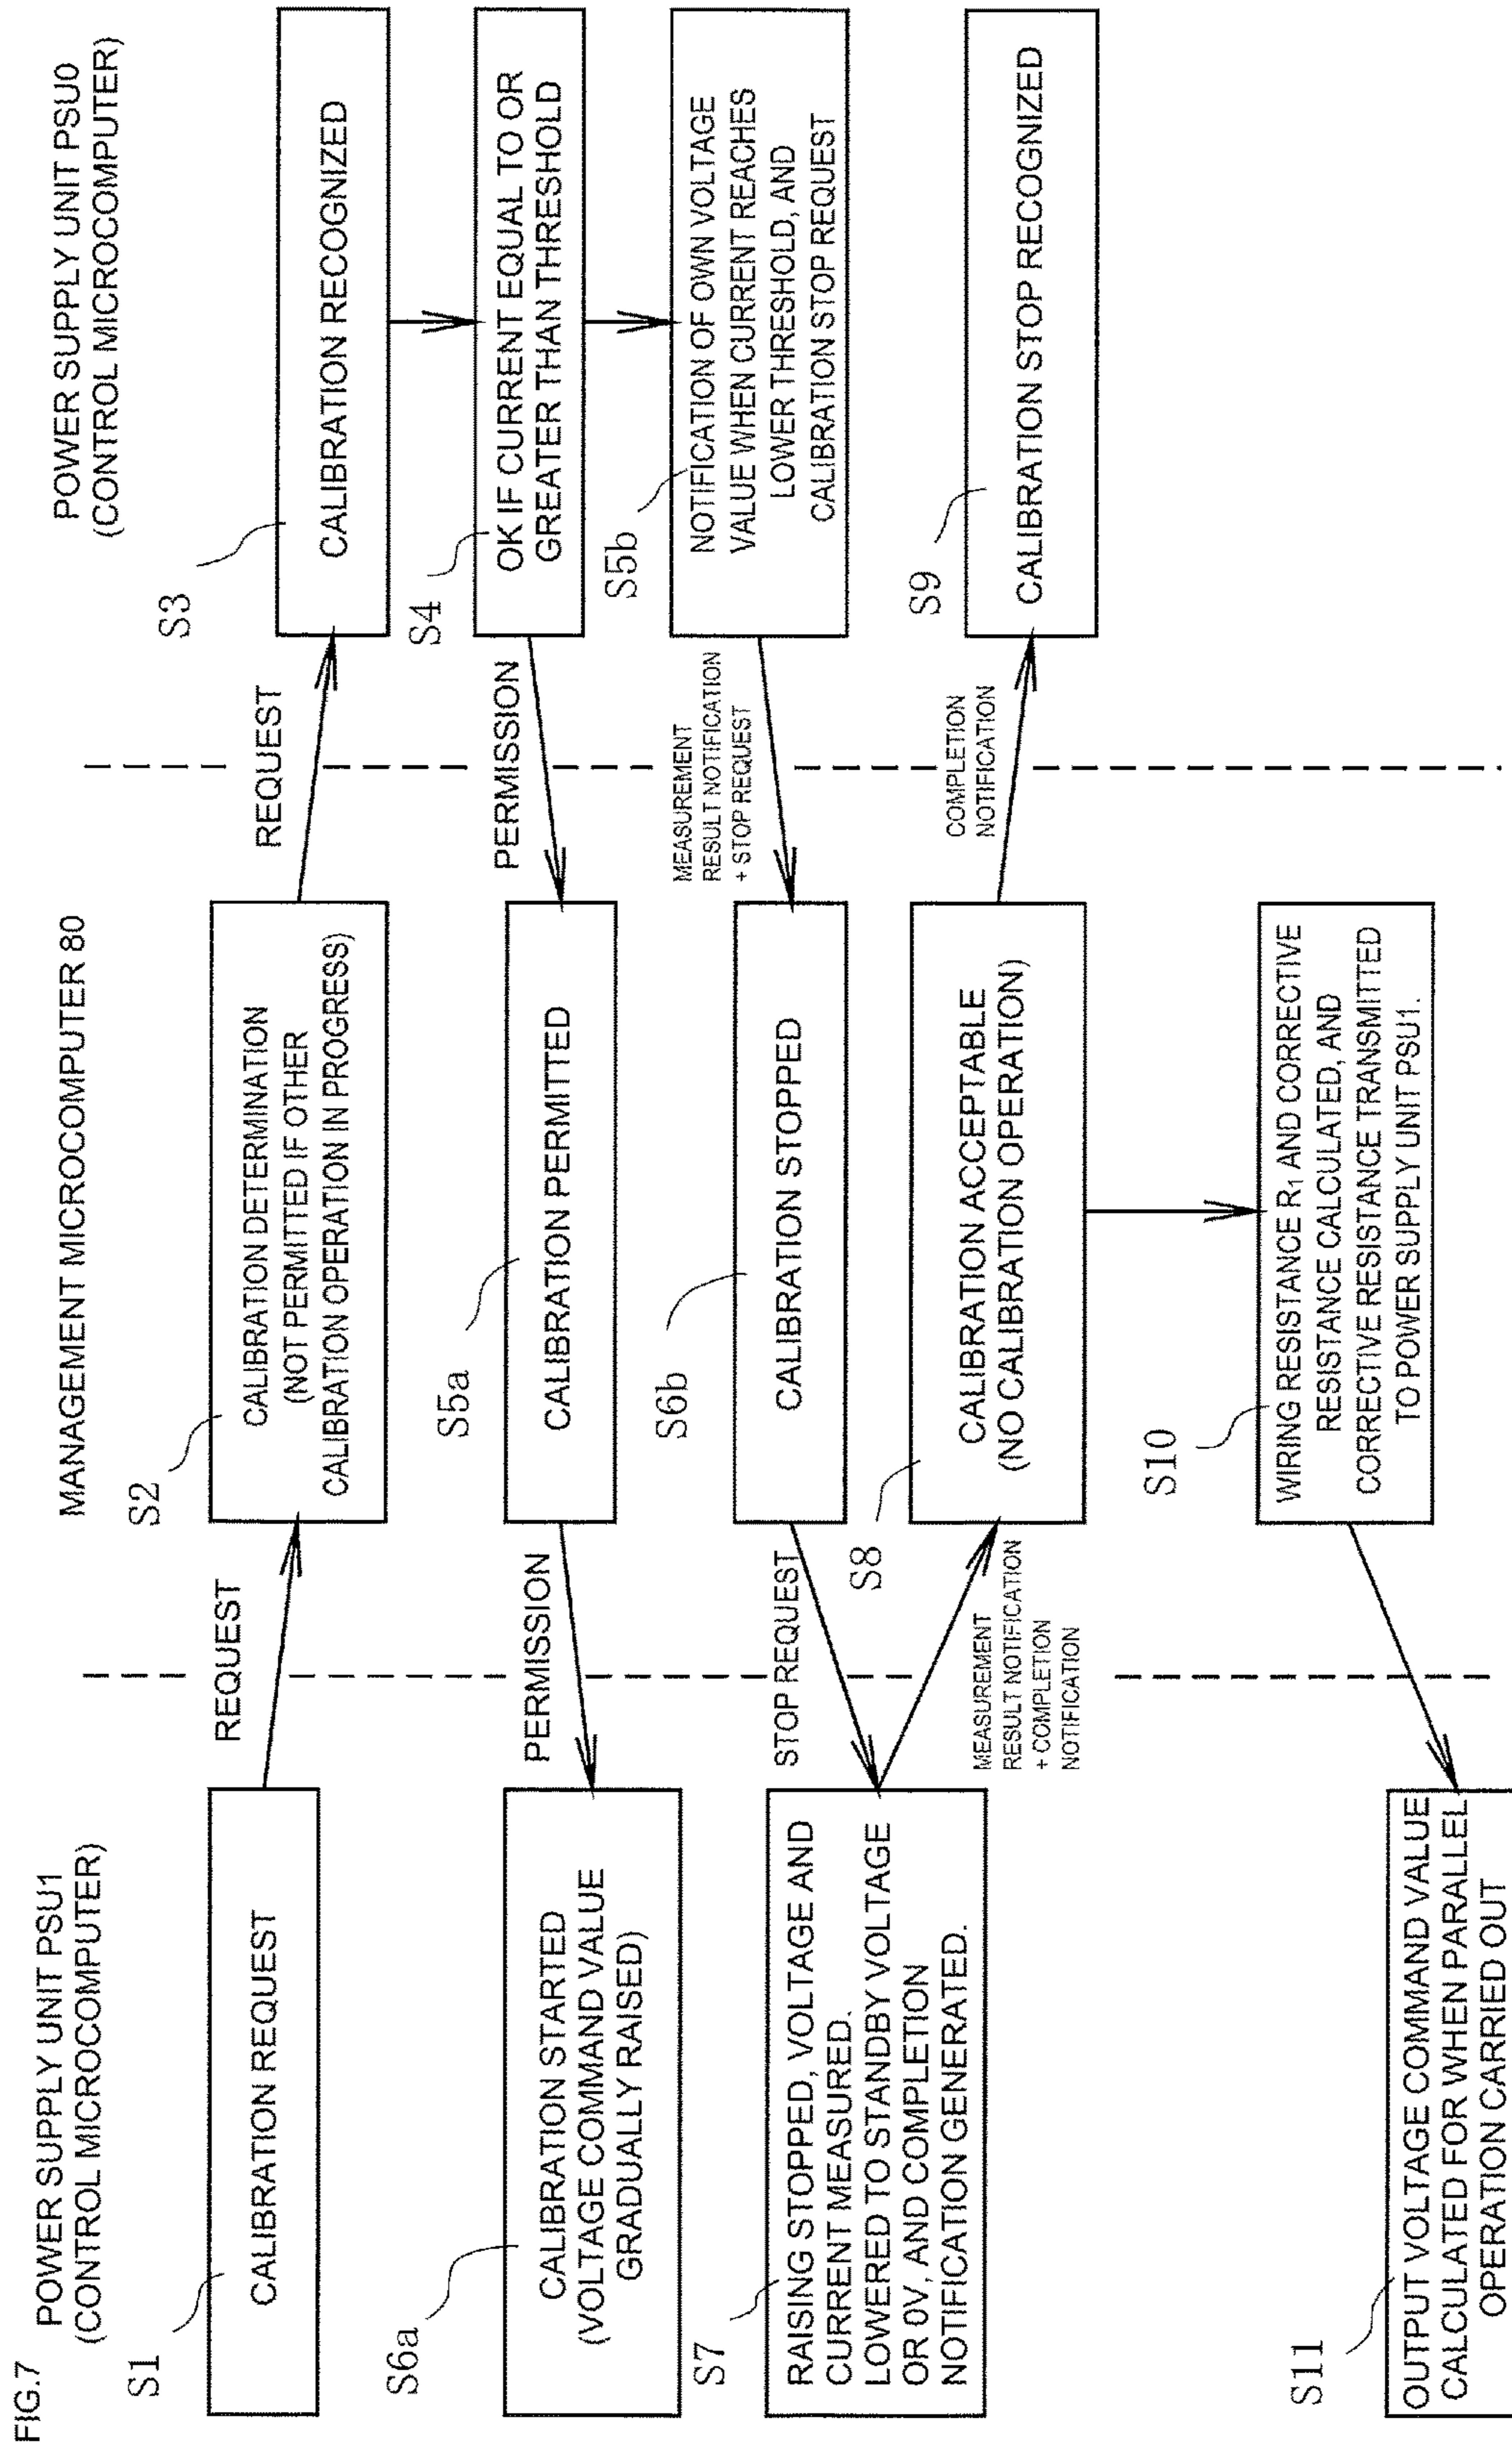 FIG.7
POWER SUPPLY UNIT PSU1
(CONTROL MICROCOMPUTER)
MANAGEMENT MICROCOMPUTER 80
POWER SUPPLY UNIT PSU0
(CONTROL MICROCOMPUTER)
S1
CALIBRATION REQUEST
REQUEST
S2
CALIBRATION DETERMINATION
(NOT PERMITTED IF OTHER
CALIBRATION OPERATION IN PROGRESS)
REQUEST
S3
CALIBRATION RECOGNIZED
S4
OK IF CURRENT EQUAL TO OR
GREATER THAN THRESHOLD
PERMISSION
S5a
CALIBRATION PERMITTED
PERMISSION
S6a
CALIBRATION STARTED
(VOLTAGE COMMAND VALUE
GRADUALLY RAISED)
S5b
NOTIFICATION OF OWN VOLTAGE
VALUE WHEN CURRENT REACHES
LOWER THRESHOLD, AND
CALIBRATION STOP REQUEST
MEASUREMENT
RESULT NOTIFICATION
+ STOP REQUEST
S6b
CALIBRATION STOPPED
STOP REQUEST
S7
RAISING STOPPED, VOLTAGE AND
CURRENT MEASURED.
LOWERED TO STANDBY VOLTAGE
OR 0V, AND COMPLETION
NOTIFICATION GENERATED.
MEASUREMENT
RESULT NOTIFICATION
+ COMPLETION
NOTIFICATION
S8
CALIBRATION ACCEPTABLE
(NO CALIBRATION OPERATION)
COMPLETION
NOTIFICATION
S9
CALIBRATION STOP RECOGNIZED
S10
WIRING RESISTANCE R1 AND CORRECTIVE
RESISTANCE CALCULATED, AND
CORRECTIVE RESISTANCE TRANSMITTED
TO POWER SUPPLY UNIT PSU1.
S11
OUTPUT VOLTAGE COMMAND VALUE
CALCULATED FOR WHEN PARALLEL
OPERATION CARRIED OUT